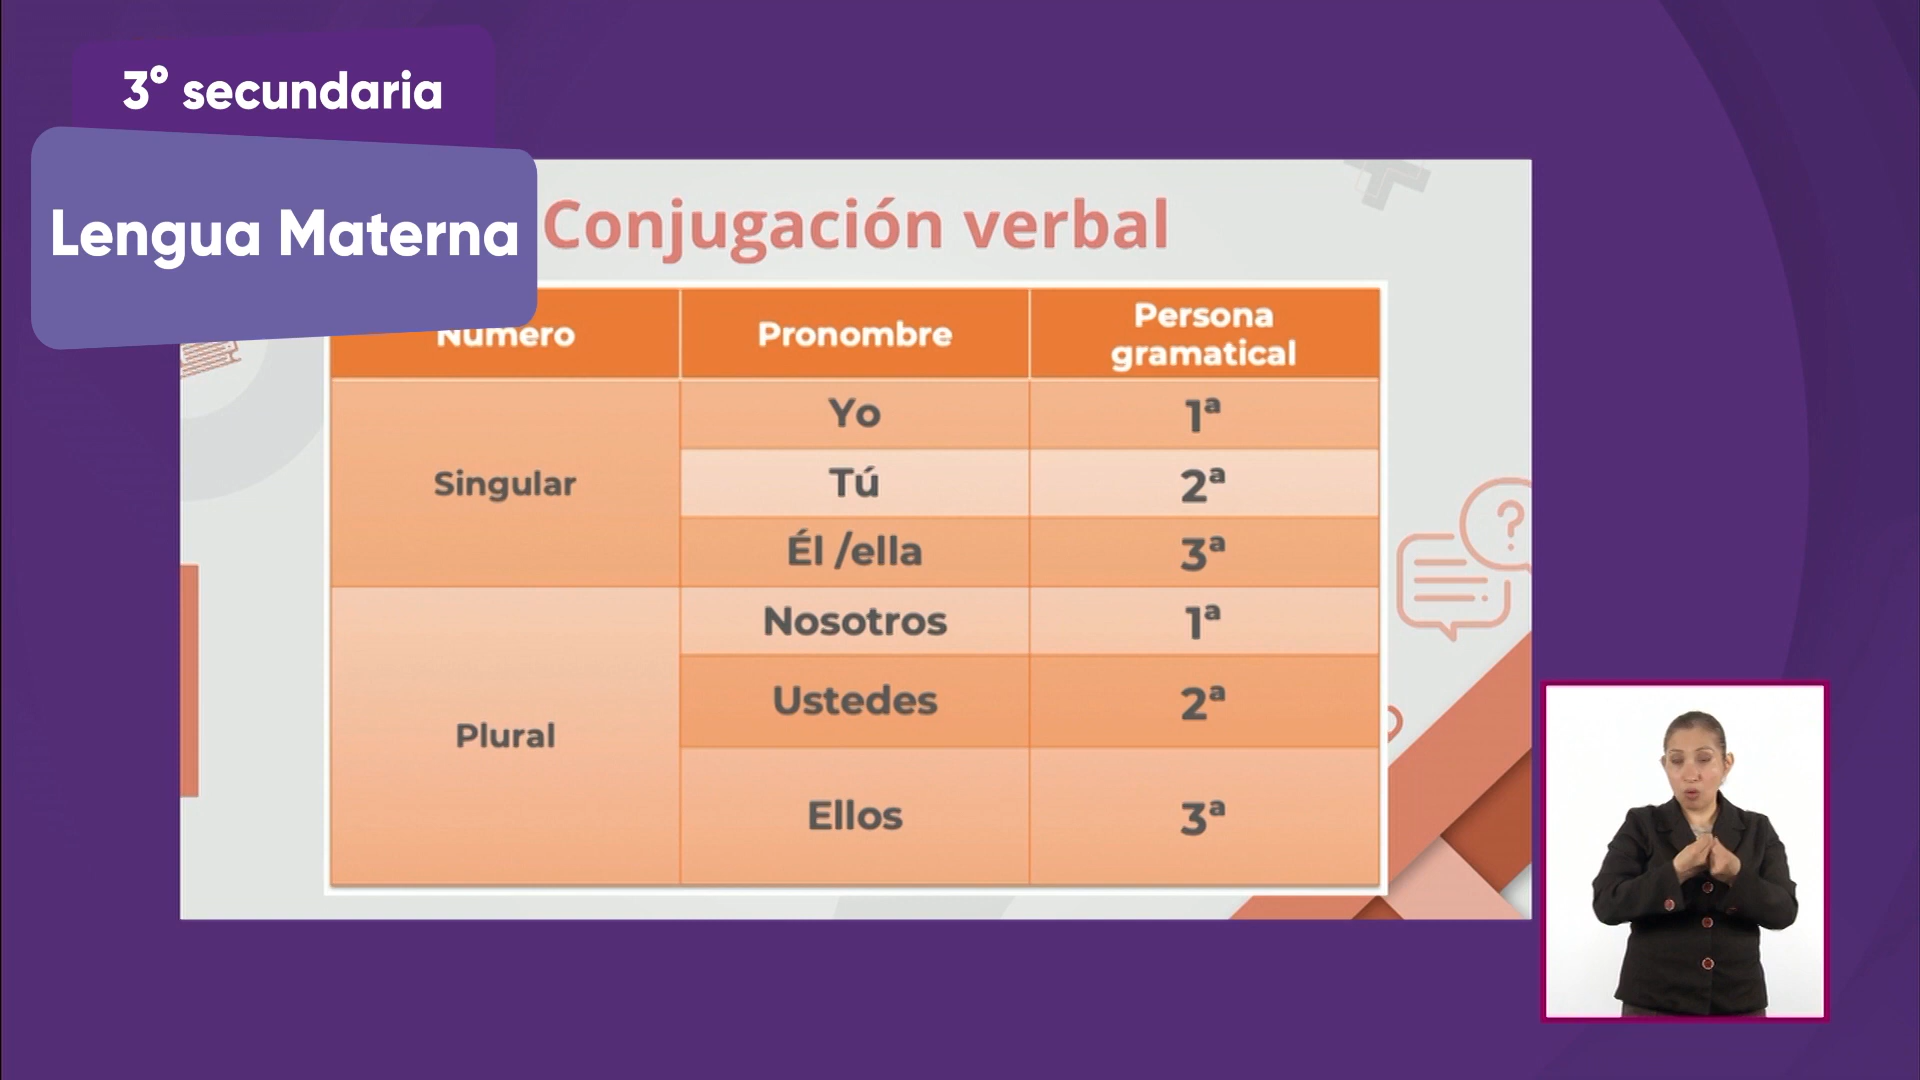 3° secundaria
Lengua Materna
Conjugación verbal
Número
Pronombre
Persona
gramatical
Singular
Yo
1ª
Tú
2ª
Él /ella
3ª
Plural
Nosotros
1ª
Ustedes
2ª
Ellos
3ª